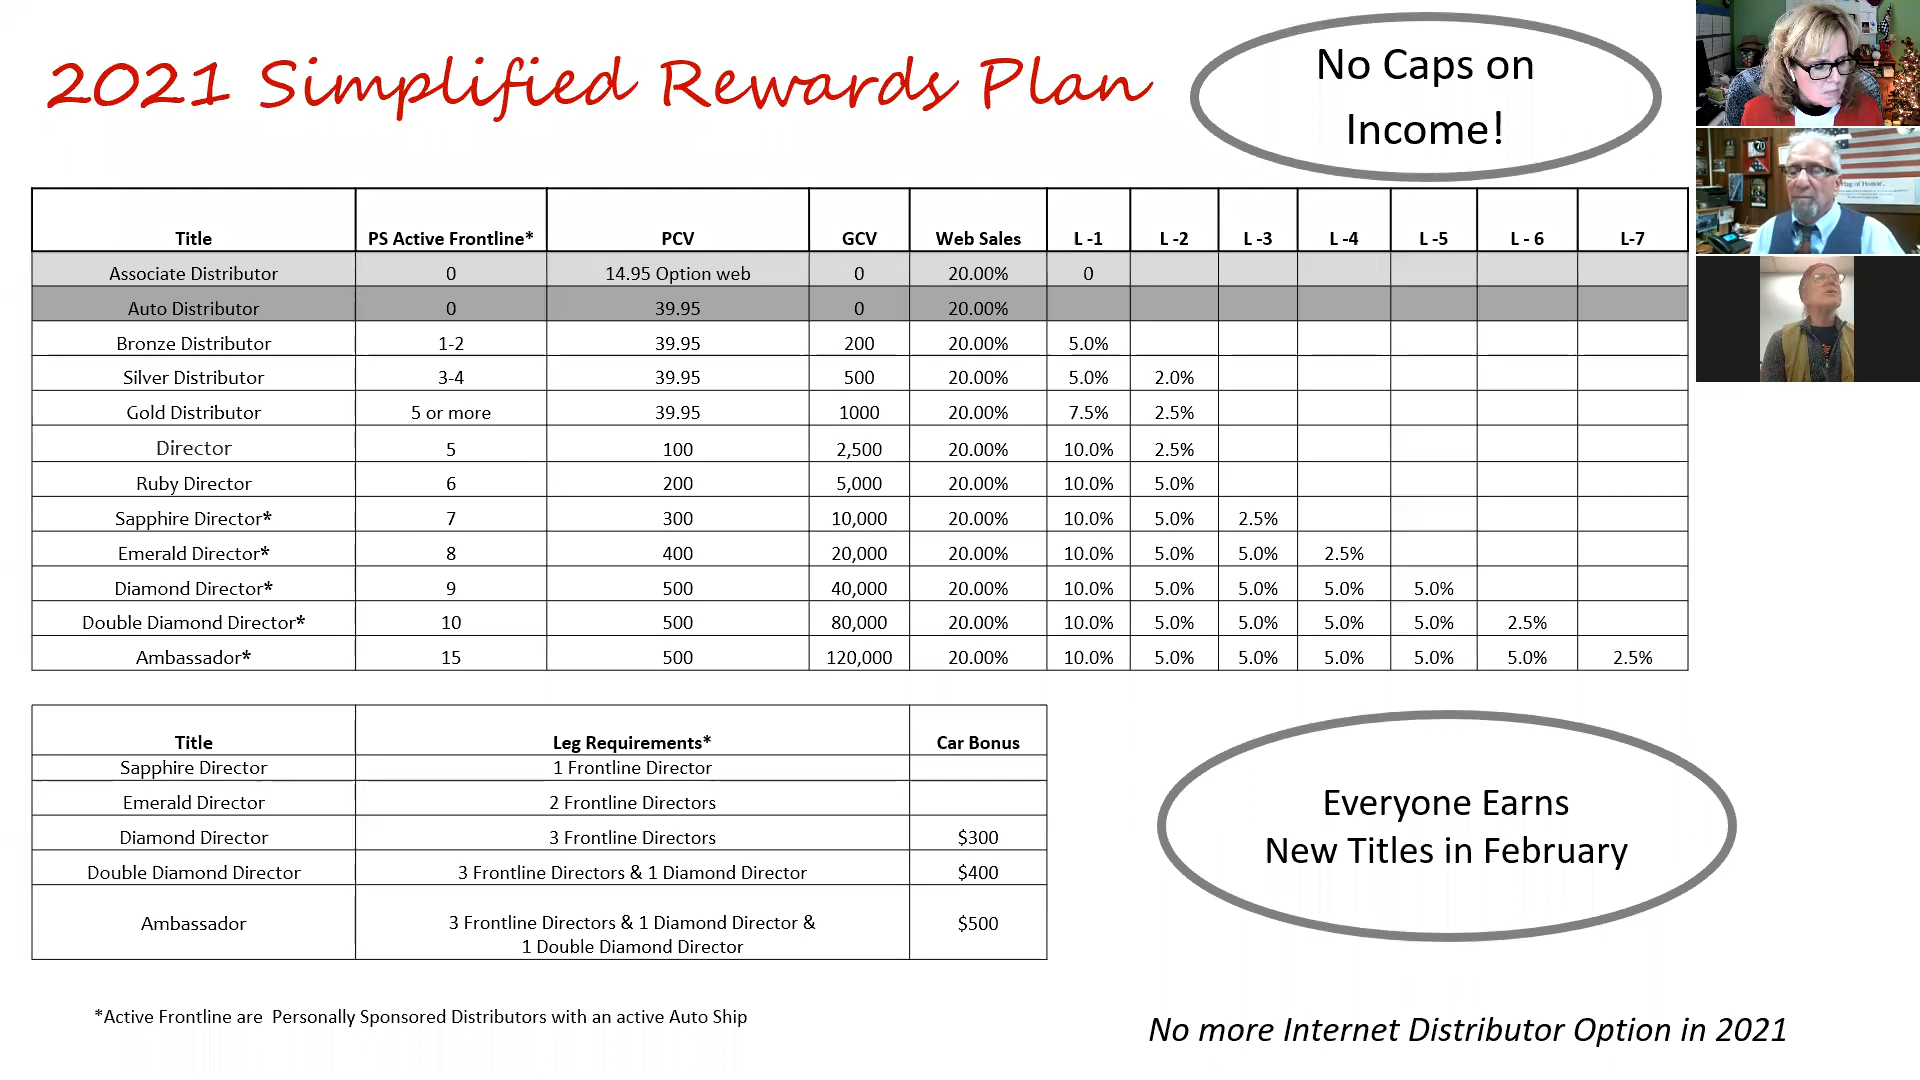 2021 Simplified Rewards Plan
No Caps on
Income!
Title PS Active Frontline* PCV GCV Web Sales L -1 L -2 L -3 L -4 L -5 L - 6 L-7
Associate Distributor 0 14.95 Option web 0 20.00% 0
Auto Distributor 0 39.95 0 20.00%
Bronze Distributor 1-2 39.95 200 20.00% 5.0%
Silver Distributor 3-4 39.95 500 20.00% 5.0% 2.0%
Gold Distributor 5 or more 39.95 1000 20.00% 7.5% 2.5%
Director 5 100 2,500 20.00% 10.0% 2.5%
Ruby Director 6 200 5,000 20.00% 10.0% 5.0%
Sapphire Director* 7 300 10,000 20.00% 10.0% 5.0% 2.5%
Emerald Director* 8 400 20,000 20.00% 10.0% 5.0% 5.0% 2.5%
Diamond Director* 9 500 40,000 20.00% 10.0% 5.0% 5.0% 5.0% 5.0%
Double Diamond Director* 10 500 80,000 20.00% 10.0% 5.0% 5.0% 5.0% 5.0% 2.5%
Ambassador* 15 500 120,000 20.00% 10.0% 5.0% 5.0% 5.0% 5.0% 5.0% 2.5%
Title Leg Requirements* Car Bonus
Sapphire Director 1 Frontline Director
Emerald Director 2 Frontline Directors
Diamond Director 3 Frontline Directors $300
Double Diamond Director 3 Frontline Directors & 1 Diamond Director $400
Ambassador 3 Frontline Directors & 1 Diamond Director & $500
1 Double Diamond Director
Everyone Earns
New Titles in February
*Active Frontline are Personally Sponsored Distributors with an active Auto Ship
No more Internet Distributor Option in 2021